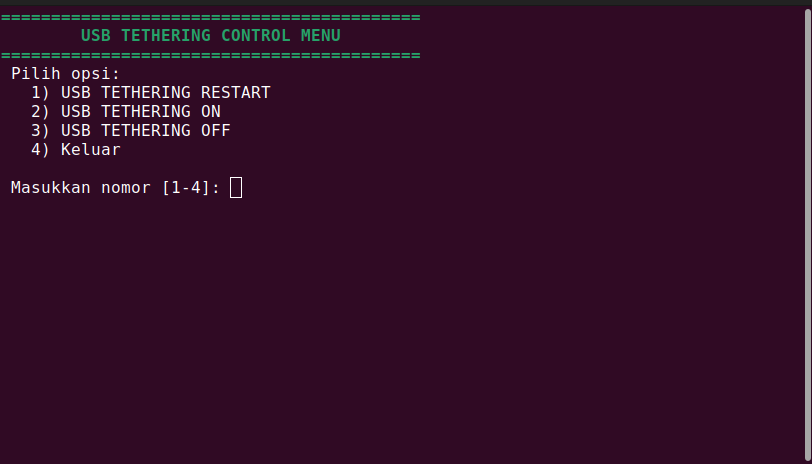 ==========================================
USB TETHERING CONTROL MENU
==========================================
Pilih opsi:
1) USB TETHERING RESTART
2) USB TETHERING ON
3) USB TETHERING OFF
4) Keluar
Masukkan nomor [1-4]: